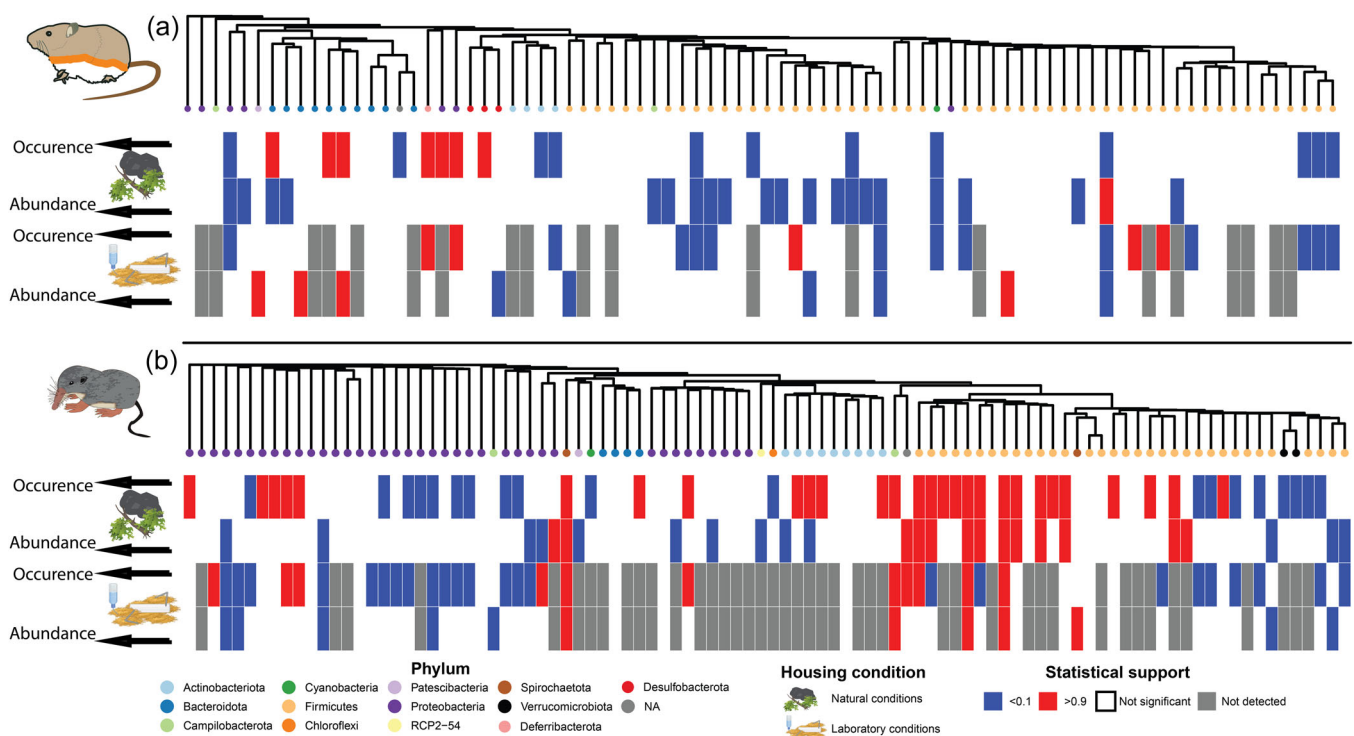 (a)
Occurence
Abundance
Occurence
Abundance
(b)
Occurence
Abundance
Occurence
Abundance
Phylum
Actinobacteriota
Cyanobacteria
Patescibacteria
Spirochaetota
Desulfobacterota
Bacteroidota
Firmicutes
Proteobacteria
Verrucomicrobiota
NA
Campilobacterota
Chloroflexi
RCP2-54
Deferribacterota
Housing condition
Natural conditions
Laboratory conditions
Statistical support
<0.1
>0.9
Not significant
Not detected